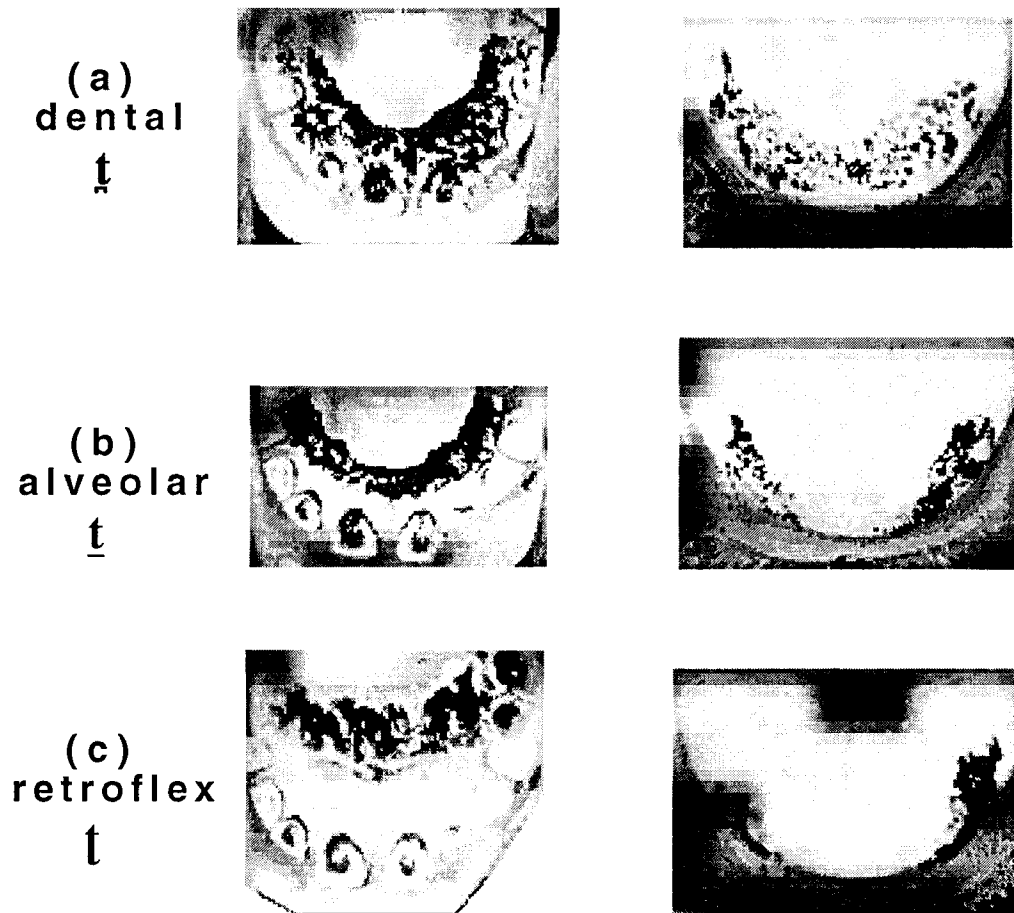 (a)
dental
t̪
(b)
alveolar
t̲
(c)
retroflex
ʈ